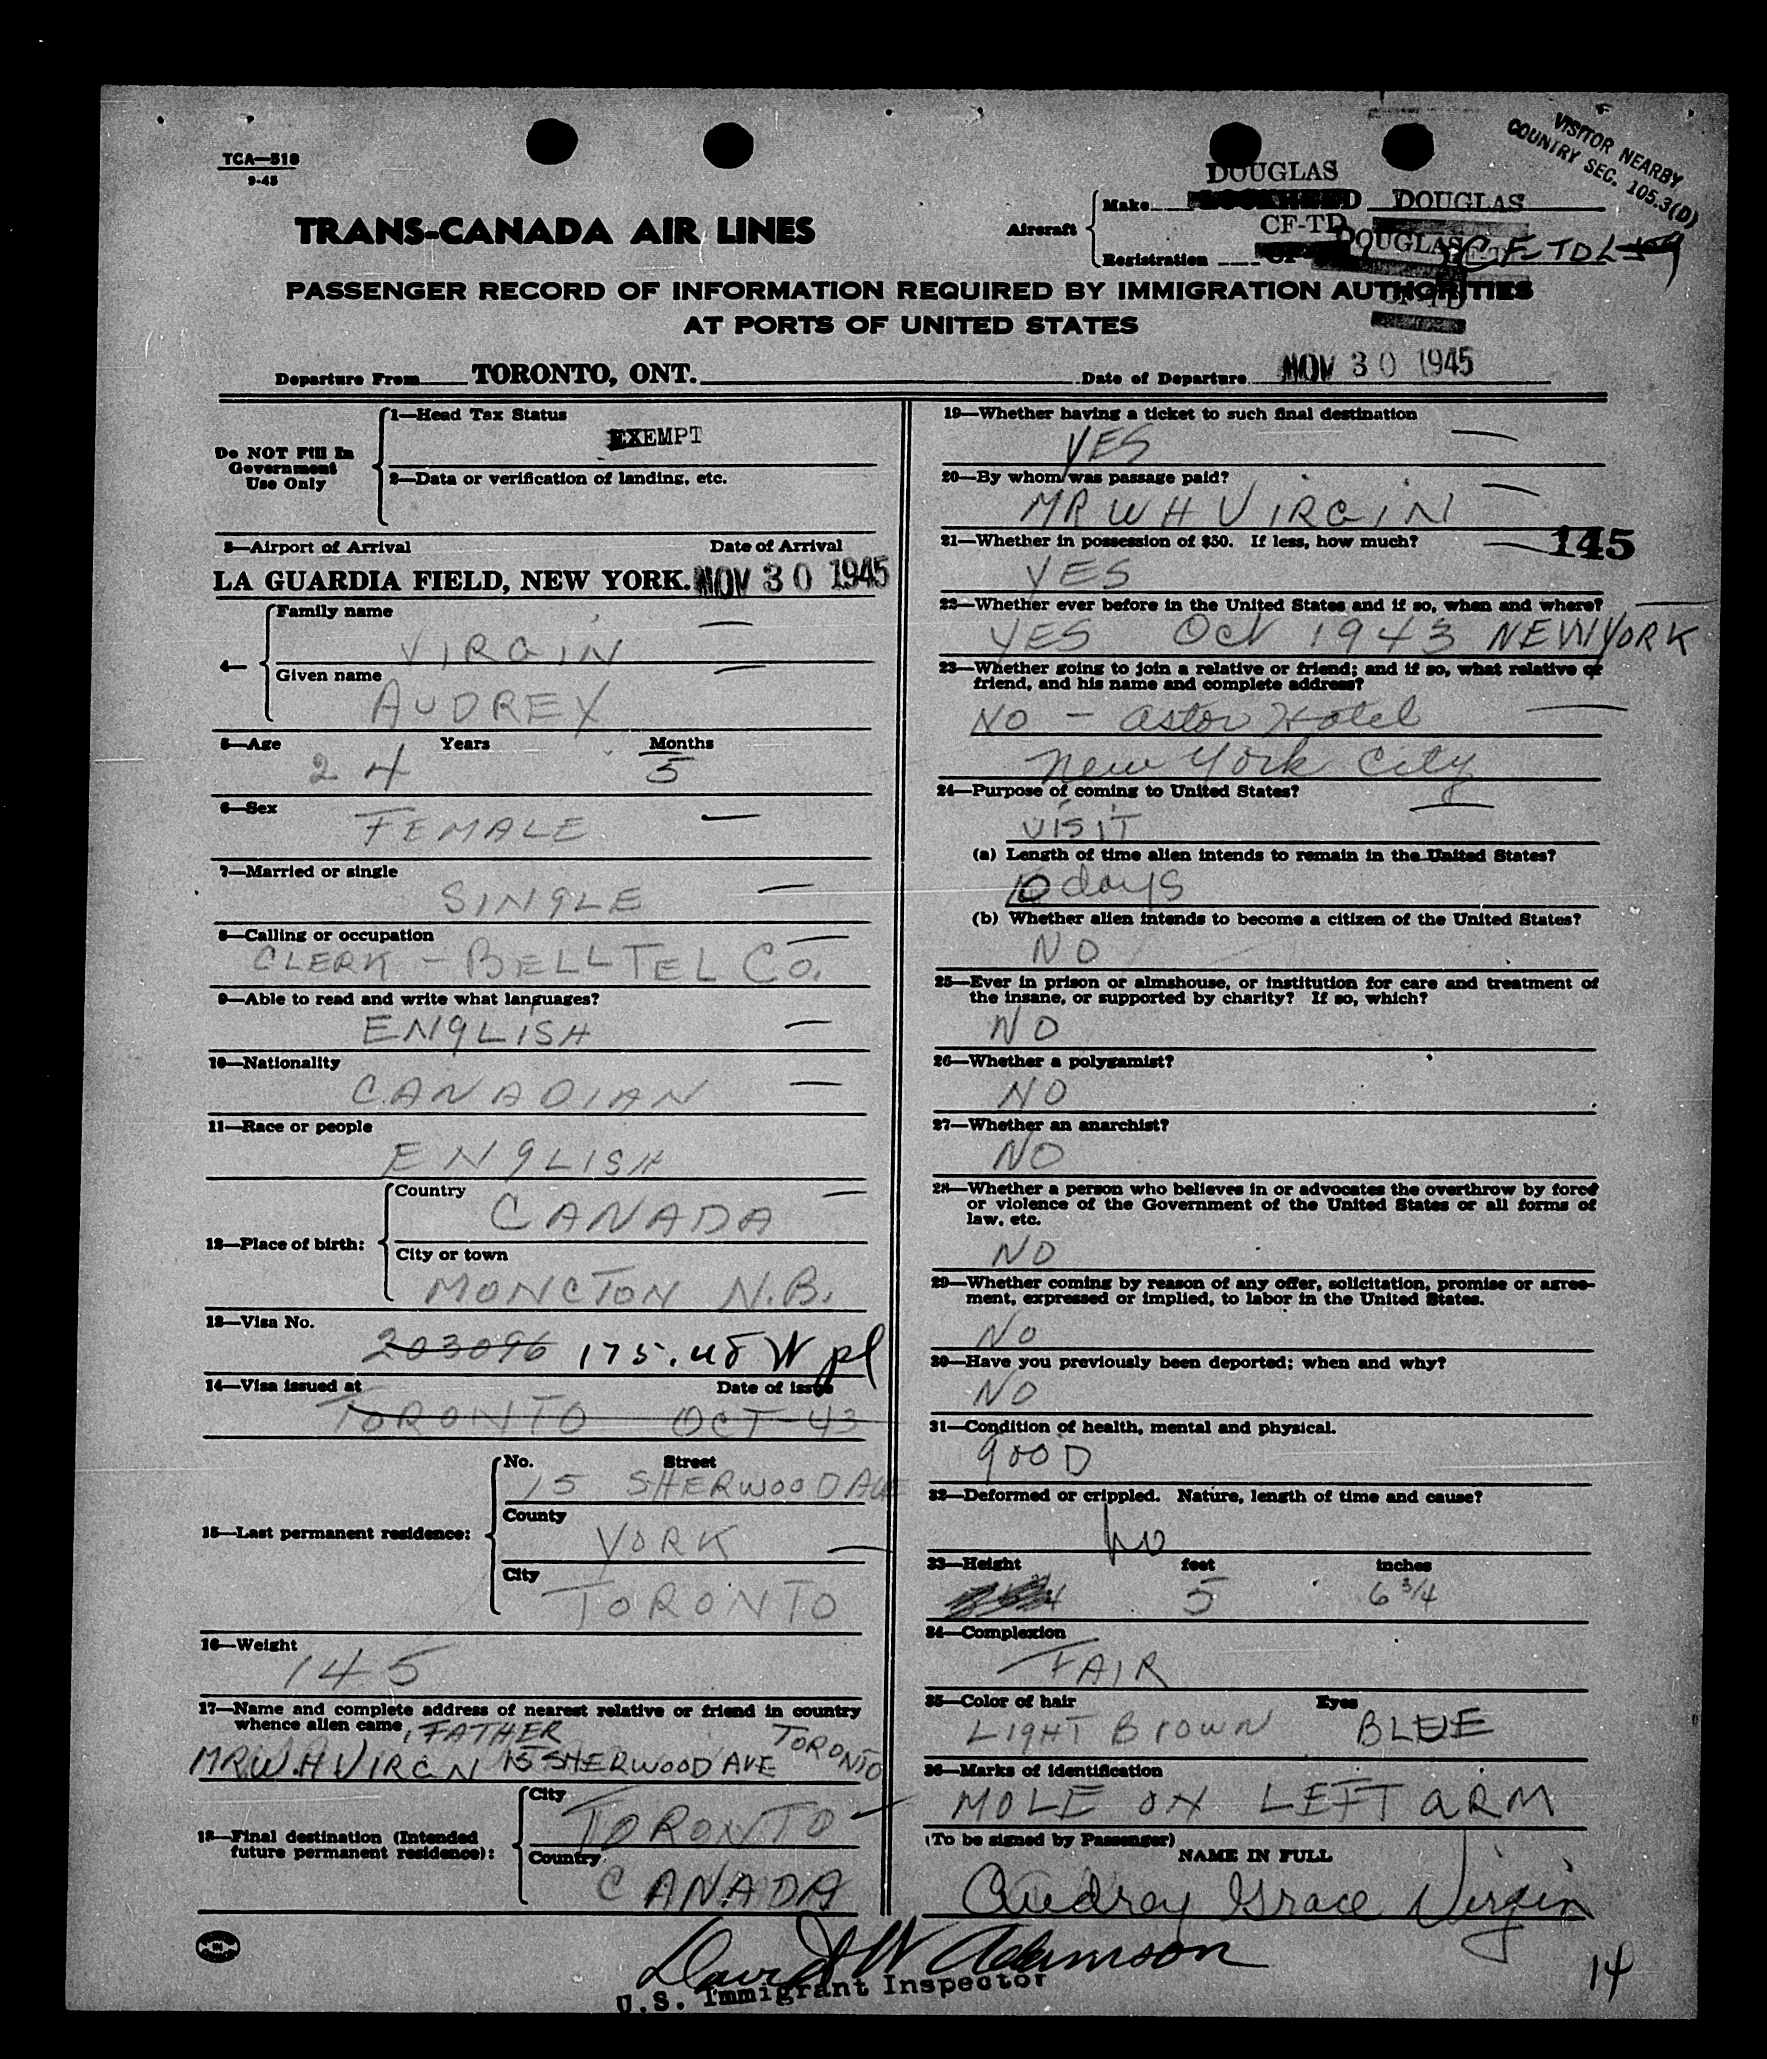 TCA—518
9-45
VISITOR NEARBY
COUNTRY SEC. 105.3(D)
TRANS-CANADA AIR LINES
Aircraft
Make
DOUGLAS
DOUGLAS
Registration
CF-TD
DOUGLAS
CF-TDL
PASSENGER RECORD OF INFORMATION REQUIRED BY IMMIGRATION AUTHORITIES
AT PORTS OF UNITED STATES
Departure From TORONTO, ONT. Date of Departure NOV 30 1945
Do NOT Fill In
Government
Use Only
1—Head Tax Status
EXEMPT
2—Data or verification of landing, etc.
3—Airport of Arrival Date of Arrival
LA GUARDIA FIELD, NEW YORK. NOV 30 1945
4—
Family name
VIRGIN
Given name
AUDREY
5—Age Years Months
24 5
6—Sex
FEMALE
7—Married or single
SINGLE
8—Calling or occupation
CLERK - BELL TEL CO.
9—Able to read and write what languages?
ENGLISH
10—Nationality
CANADIAN
11—Race or people
ENGLISH
12—Place of birth:
Country
CANADA
City or town
MONCTON N.B.
13—Visa No.
203096 175.45 W pl
14—Visa issued at Date of issue
TORONTO OCT-43
15—Last permanent residence:
No. Street
15 SHERWOOD AVE
County
YORK
City
TORONTO
16—Weight
145
17—Name and complete address of nearest relative or friend in country
whence alien came, FATHER
MR W.H VIRGN 15 SHERWOOD AVE TORONTO
18—Final destination (Intended
future permanent residence):
City
TORONTO
Country
CANADA
19—Whether having a ticket to such final destination
YES
20—By whom was passage paid?
MR W H VIRGIN
21—Whether in possession of $50. If less, how much?
145
YES
22—Whether ever before in the United States and if so, when and where?
YES OCT 1943 NEW YORK
23—Whether going to join a relative or friend; and if so, what relative or
friend, and his name and complete address?
NO - Astor Hotel
New York City
24—Purpose of coming to United States?
VISIT
(a) Length of time alien intends to remain in the United States?
10 days
(b) Whether alien intends to become a citizen of the United States?
NO
25—Ever in prison or almshouse, or institution for care and treatment of
the insane, or supported by charity? If so, which?
NO
26—Whether a polygamist?
NO
27—Whether an anarchist?
NO
28—Whether a person who believes in or advocates the overthrow by force
or violence of the Government of the United States or all forms of
law, etc.
NO
29—Whether coming by reason of any offer, solicitation, promise or agree-
ment, expressed or implied, to labor in the United States.
NO
30—Have you previously been deported; when and why?
NO
31—Condition of health, mental and physical.
GOOD
32—Deformed or crippled. Nature, length of time and cause?
no
33—Height feet inches
5 6 3/4
34—Complexion
FAIR
35—Color of hair Eyes
LIGHT BROWN BLUE
36—Marks of identification
MOLE ON LEFT ARM
(To be signed by Passenger)
NAME IN FULL
Audrey Grace Virgin
David W Adamson
U.S. Immigrant Inspector
14